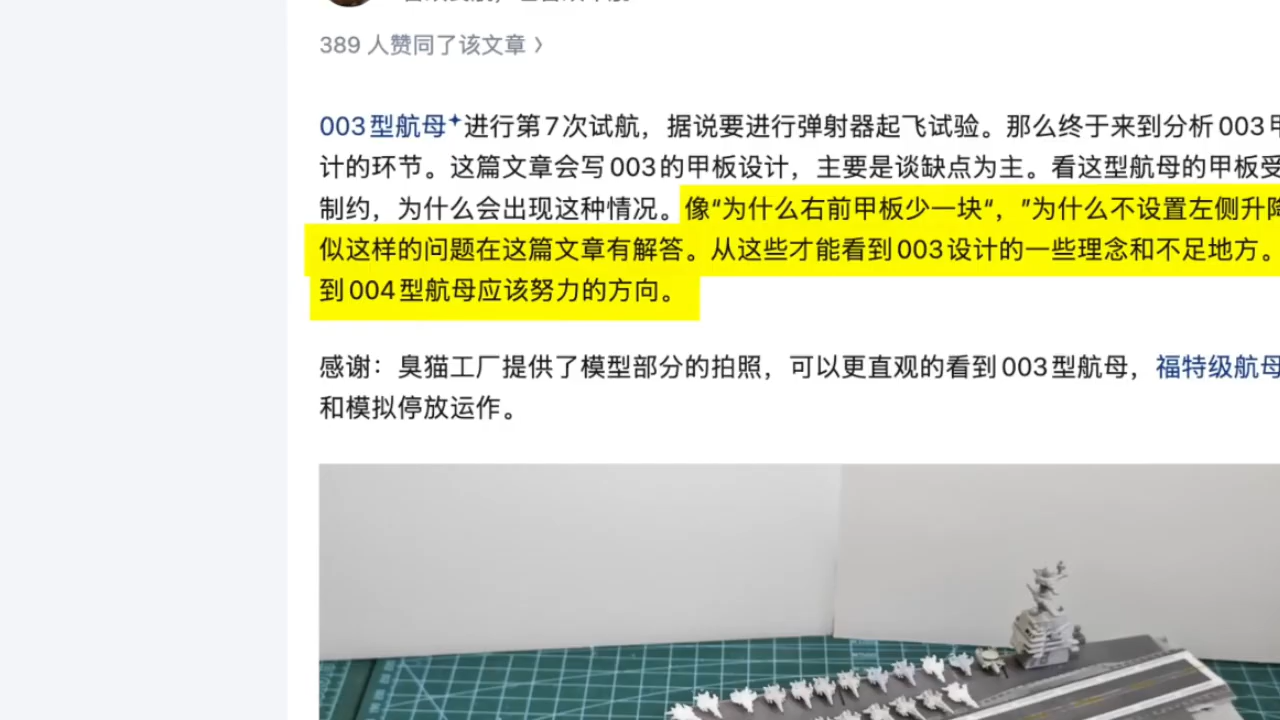 389 人赞同了该文章
003型航母进行第7次试航，据说要进行弹射器起飞试验。那么终于来到分析003甲
计的环节。这篇文章会写003的甲板设计，主要是谈缺点为主。看这型航母的甲板受
制约，为什么会出现这种情况。像“为什么右前甲板少一块“，”为什么不设置左侧升降
似这样的问题在这篇文章有解答。从这些才能看到003设计的一些理念和不足地方。
到004型航母应该努力的方向。
感谢：臭猫工厂提供了模型部分的拍照，可以更直观的看到003型航母，福特级航母
和模拟停放运作。